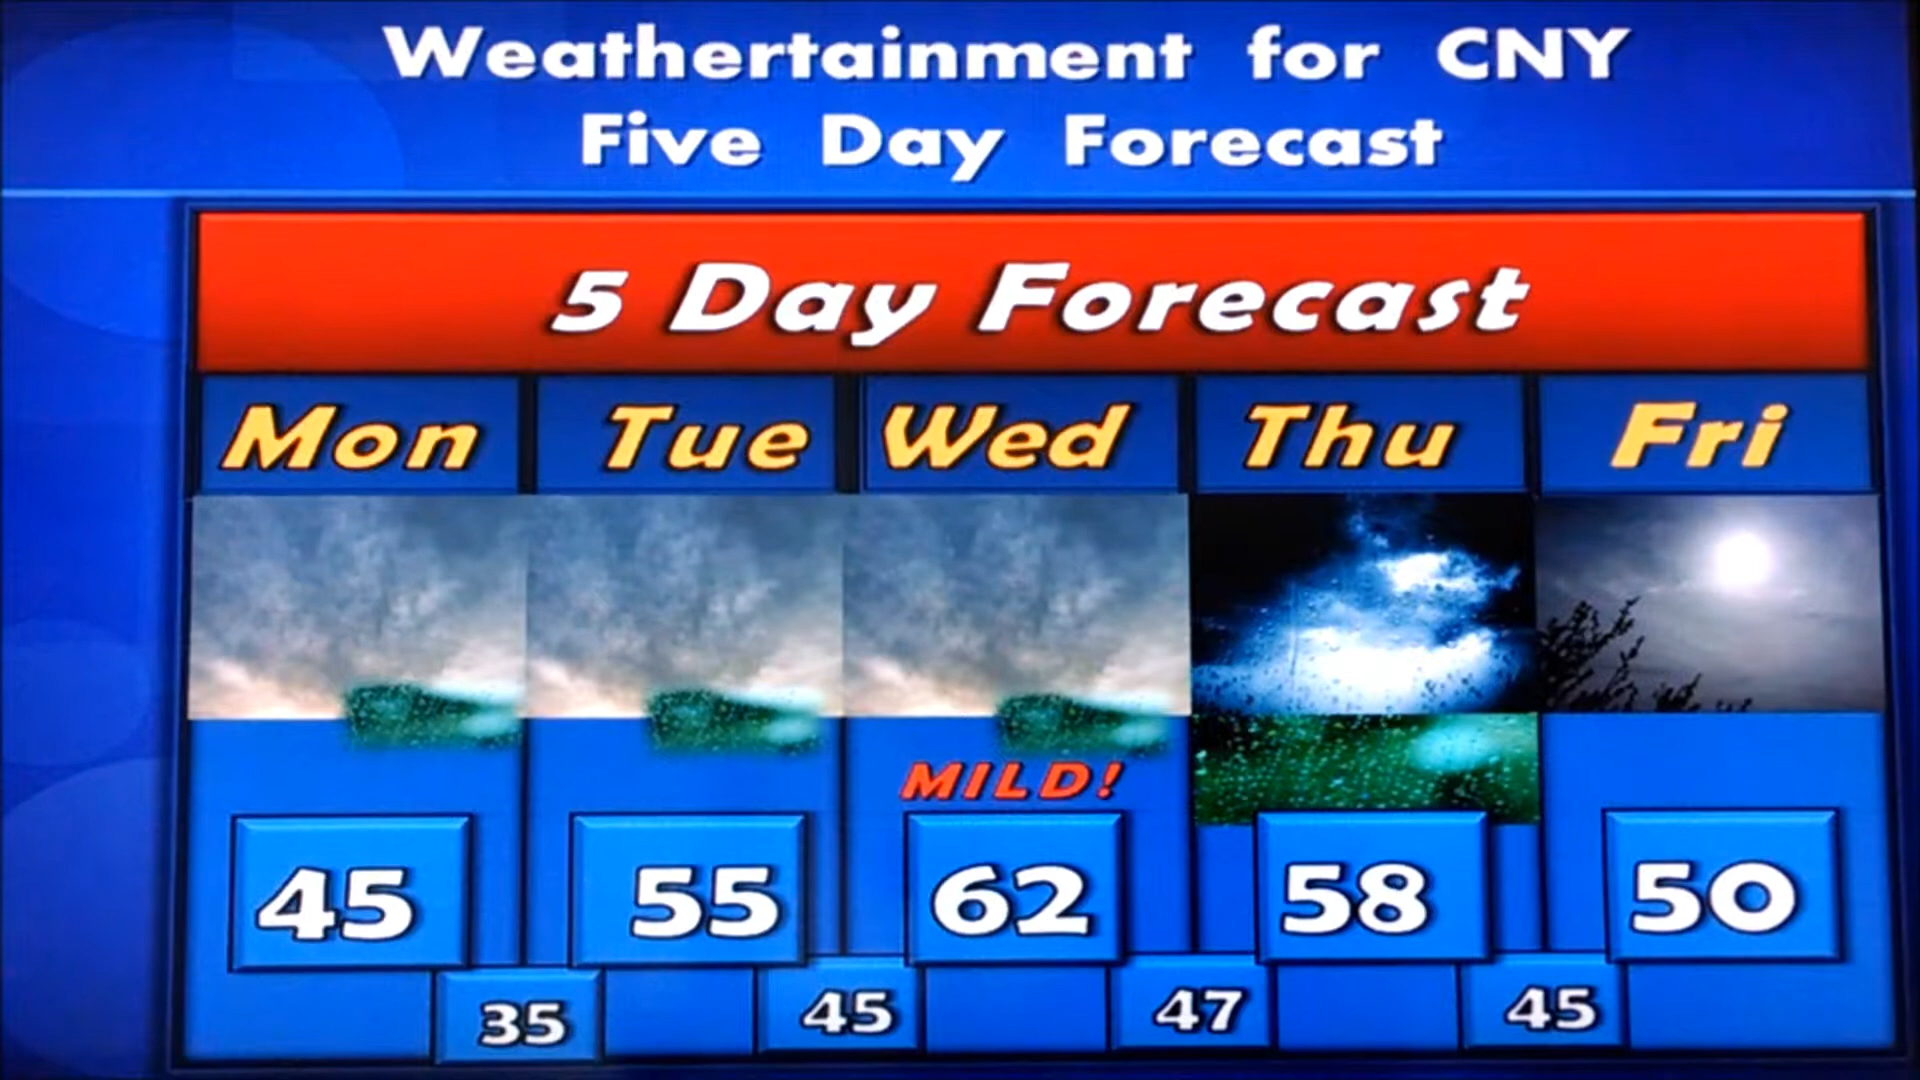 Weathertainment for CNY
Five Day Forecast
5 Day Forecast
Mon Tue Wed Thu Fri
MILD!
45 55 62 58 50
35 45 47 45